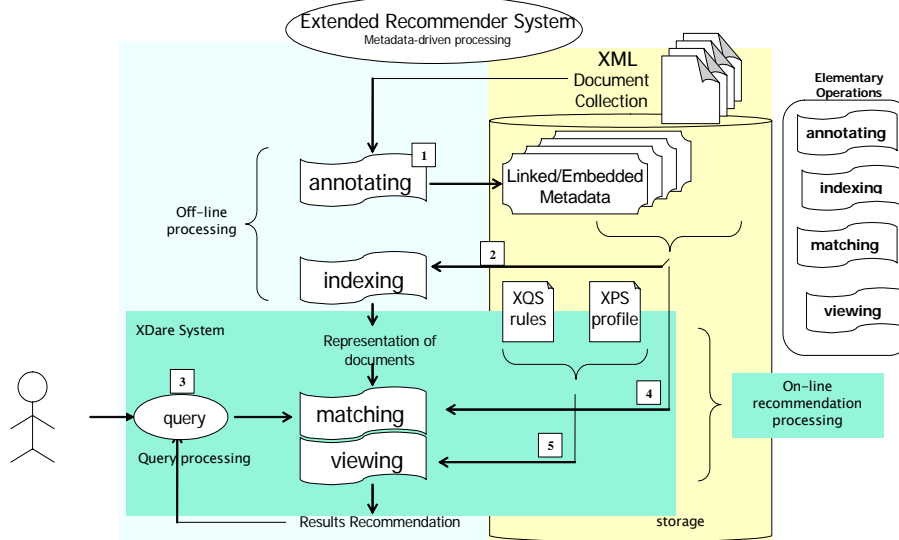 Extended Recommender System
Metadata-driven processing
XML
Document
Collection
Elementary
Operations
annotating
indexing
matching
viewing
1
annotating
Linked/Embedded
Metadata
Off-line
processing
2
indexing
XQS
rules
XPS
profile
XDare System
Representation of
documents
3
query
Query processing
matching
4
viewing
5
On-line
recommendation
processing
Results Recommendation
storage